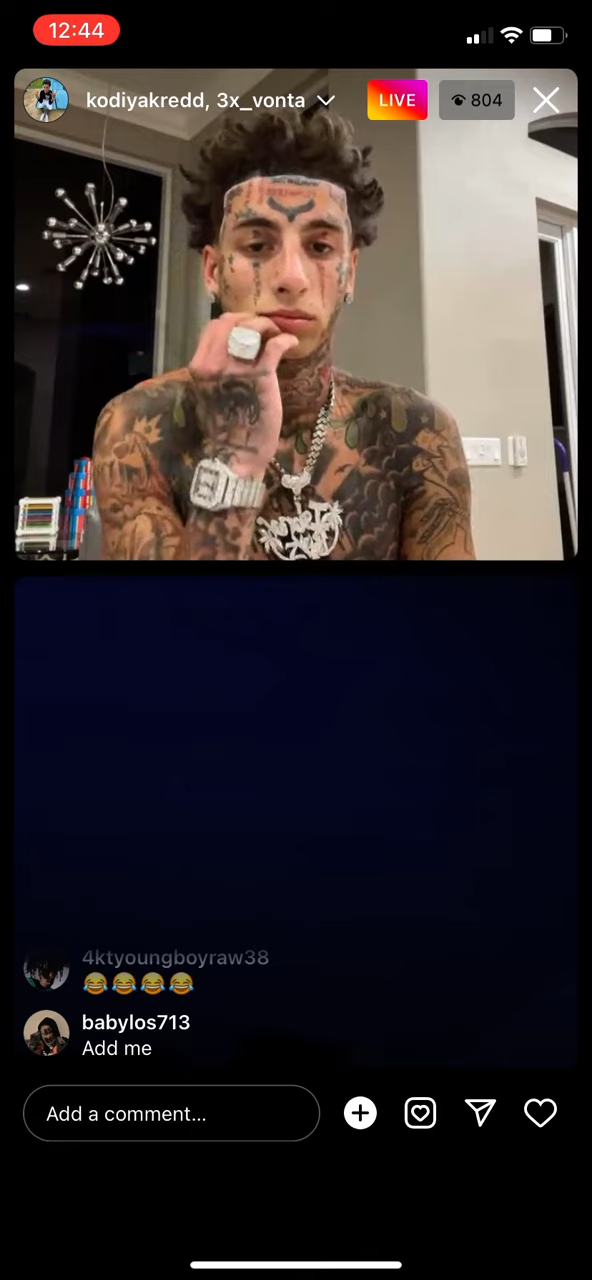 12:44
kodiyakredd, 3x_vonta
LIVE
804
4ktyoungboyraw38
😂😂😂😂
babylos713
Add me
Add a comment...